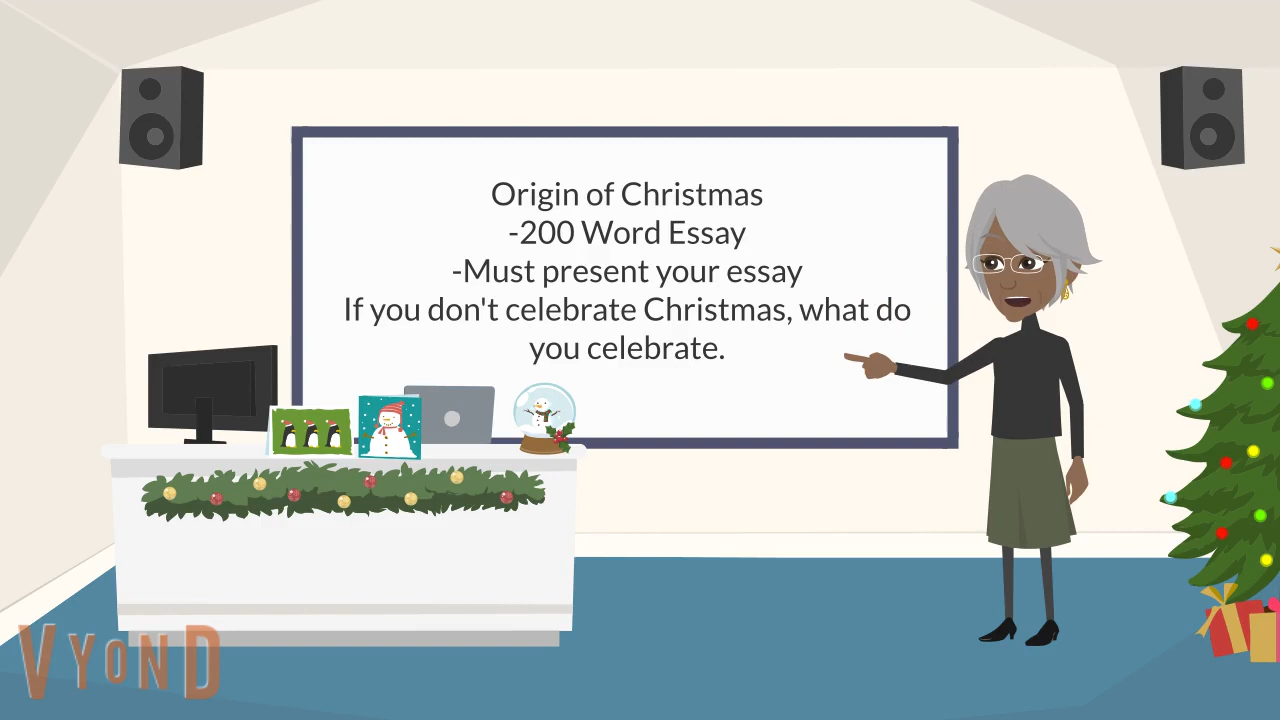 Origin of Christmas
-200 Word Essay
-Must present your essay
If you don't celebrate Christmas, what do
you celebrate.
VYOND